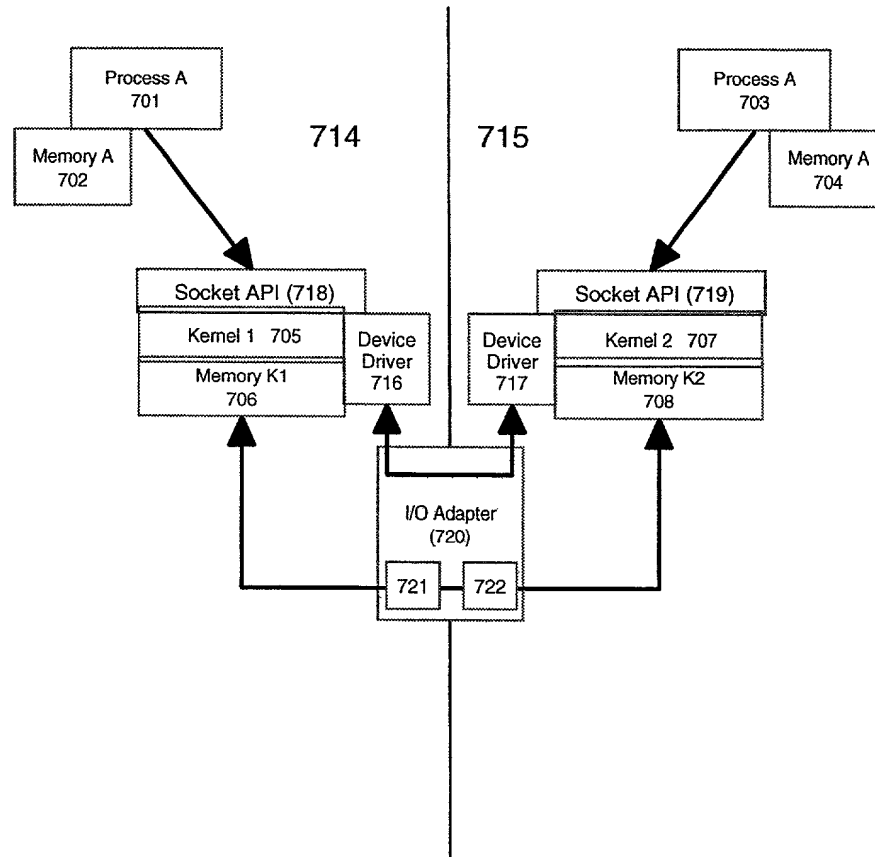 Process A
701
Memory A
702
714
715
Process A
703
Memory A
704
Socket API (718)
Kernel 1 705
Memory K1
706
Device
Driver
716
Socket API (719)
Device
Driver
717
Kernel 2 707
Memory K2
708
I/O Adapter
(720)
721
722